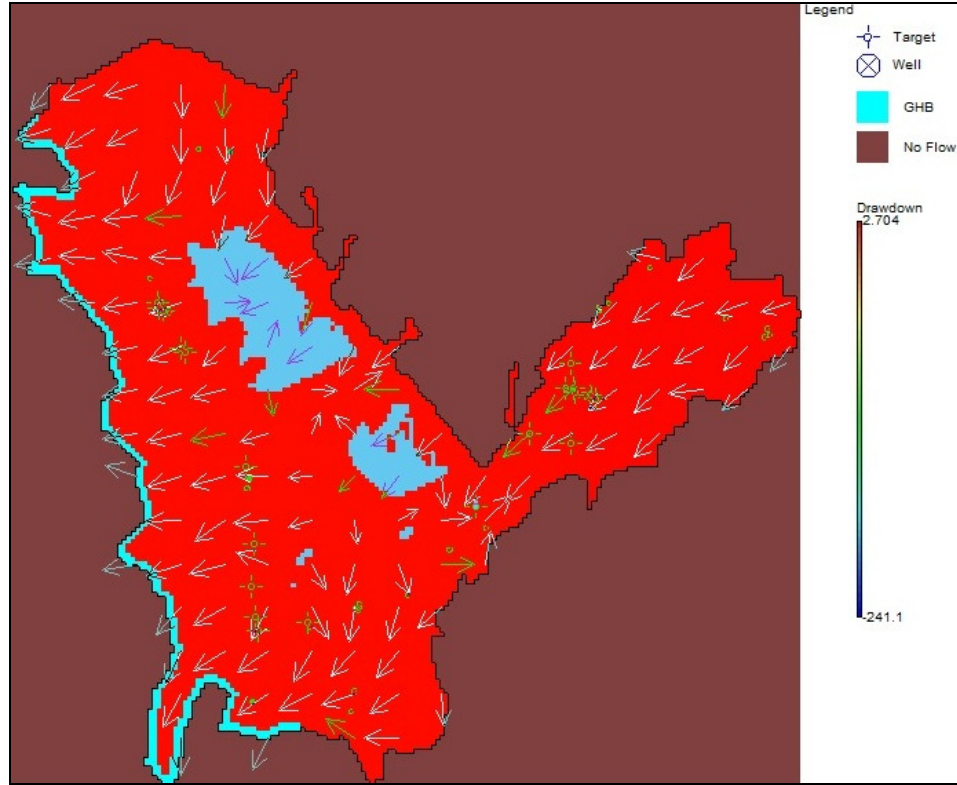 Legend
Target
Well
GHB
No Flow
Drawdown
2.704
-241.1